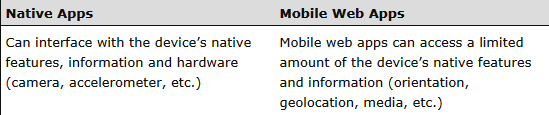 Native Apps
Mobile Web Apps
Can interface with the device's native
features, information and hardware
(camera, accelerometer, etc.)
Mobile web apps can access a limited
amount of the device's native features
and information (orientation,
geolocation, media, etc.)